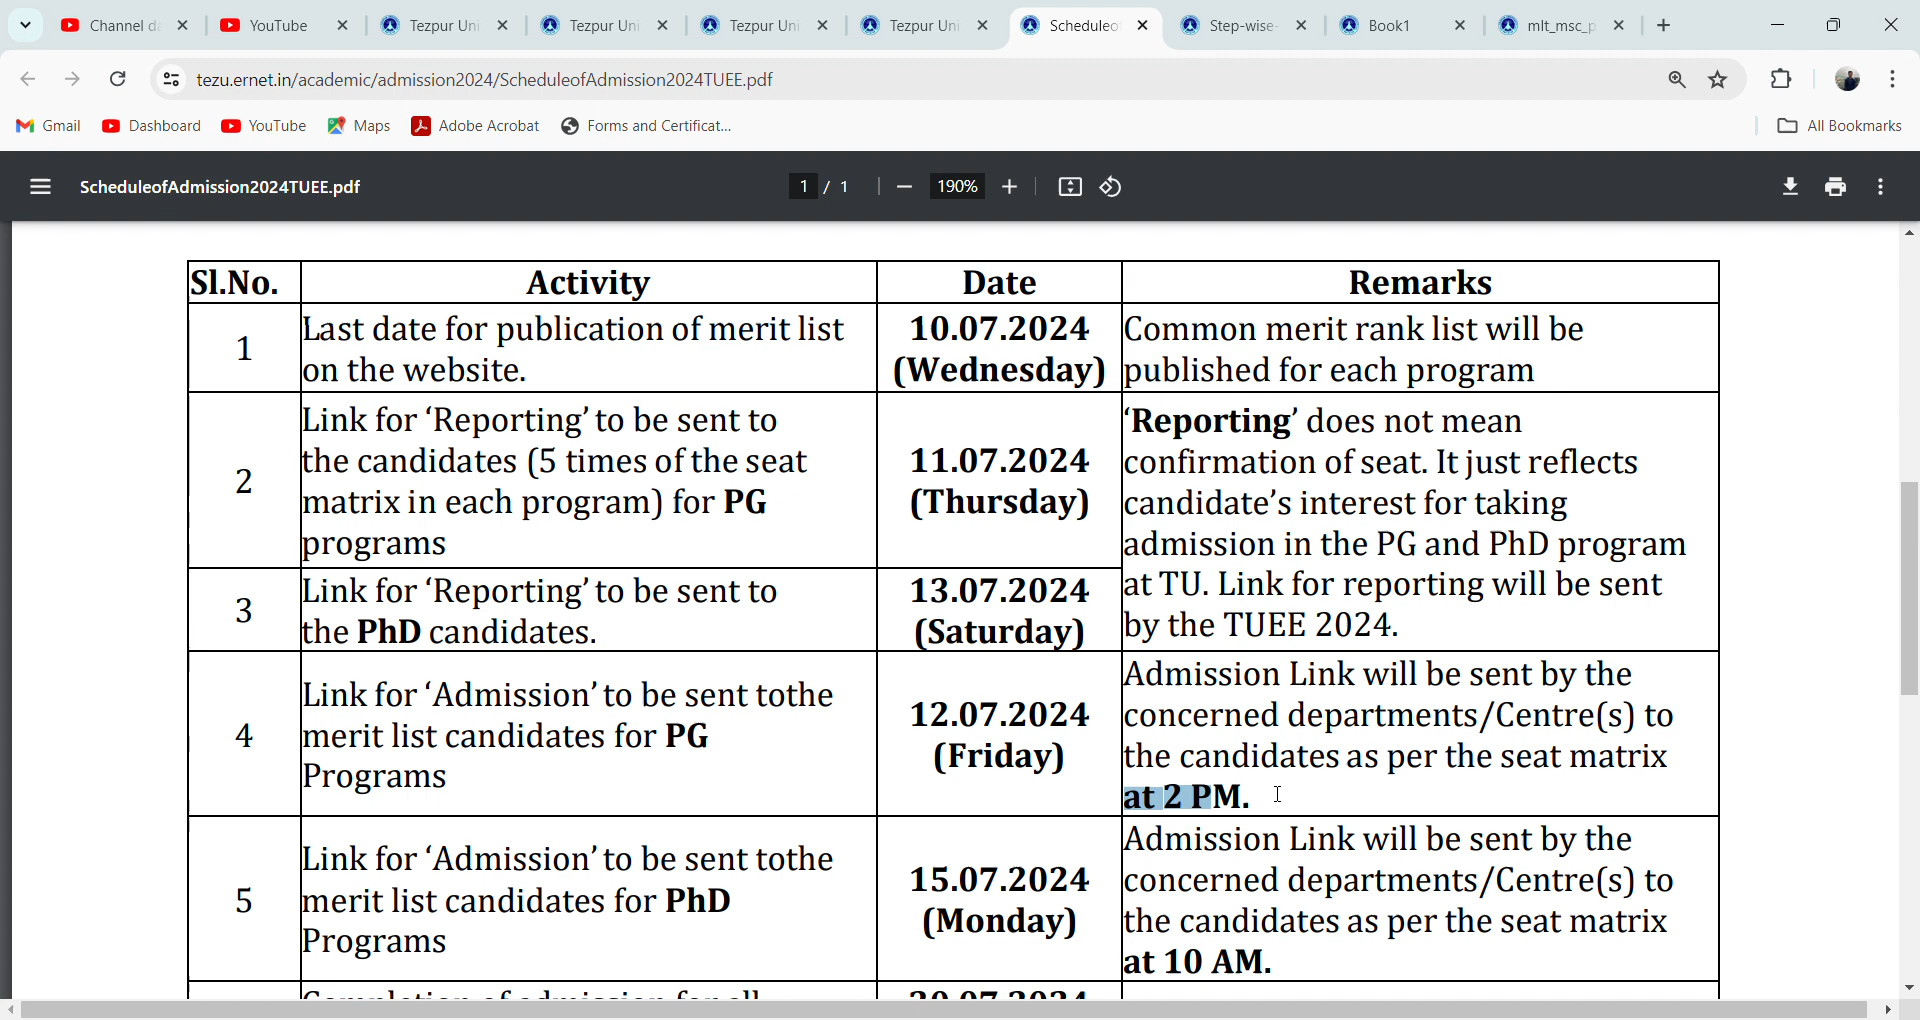 Channel d
YouTube
Tezpur Uni
Tezpur Uni
Tezpur Uni
Tezpur Uni
Scheduleo
Step-wise-
Book1
mlt_msc_p
tezu.ernet.in/academic/admission2024/ScheduleofAdmission2024TUEE.pdf
Gmail
Dashboard
YouTube
Maps
Adobe Acrobat
Forms and Certificat...
All Bookmarks
ScheduleofAdmission2024TUEE.pdf
1 / 1
190%
Sl.No.
Activity
Date
Remarks
1
Last date for publication of merit list
on the website.
10.07.2024
(Wednesday)
Common merit rank list will be
published for each program
2
Link for ‘Reporting’ to be sent to
the candidates (5 times of the seat
matrix in each program) for PG
programs
11.07.2024
(Thursday)
‘Reporting’ does not mean
confirmation of seat. It just reflects
candidate’s interest for taking
admission in the PG and PhD program
at TU. Link for reporting will be sent
by the TUEE 2024.
3
Link for ‘Reporting’ to be sent to
the PhD candidates.
13.07.2024
(Saturday)
4
Link for ‘Admission’ to be sent tothe
merit list candidates for PG
Programs
12.07.2024
(Friday)
Admission Link will be sent by the
concerned departments/Centre(s) to
the candidates as per the seat matrix
at 2 PM.
5
Link for ‘Admission’ to be sent tothe
merit list candidates for PhD
Programs
15.07.2024
(Monday)
Admission Link will be sent by the
concerned departments/Centre(s) to
the candidates as per the seat matrix
at 10 AM.